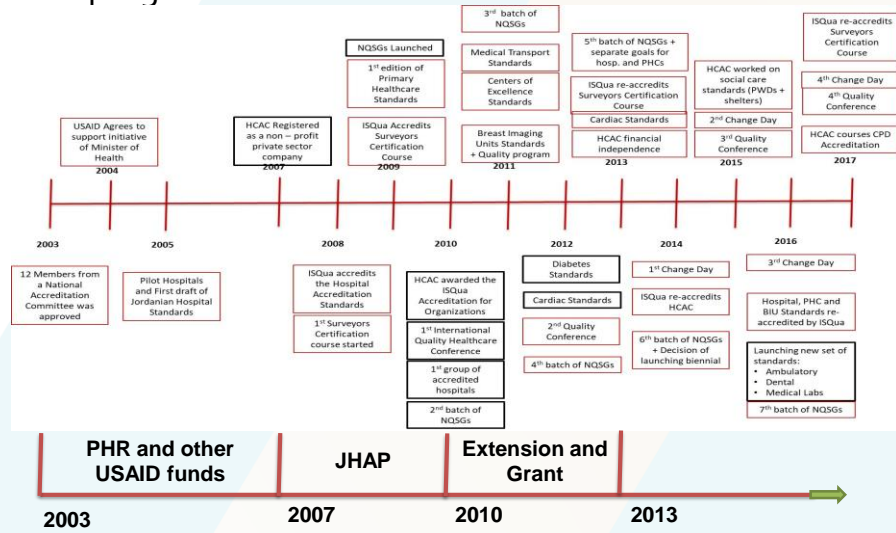 3rd batch of
NQSGs
Medical Transport
Standards
Centers of
Excellence
Standards
Breast Imaging
Units Standards
+ Quality program
NQSGs Launched
1st edition of
Primary
Healthcare
Standards
ISQua Accredits
Surveyors
Certification
Course
5th batch of NQSGs +
separate goals for
hosp. and PHCs
ISQua re-accredits
Surveyors Certification
Course
Cardiac Standards
HCAC financial
independence
HCAC worked on
social care
standards (PWDs +
shelters)
2nd Change Day
3rd Quality
Conference
ISQua re-accredits
Surveyors
Certification
Course
4th Change Day
4th Quality
Conference
HCAC courses CPD
Accreditation
USAID Agrees to
support initiative
of Minister of
Health
HCAC Registered
as a non – profit
private sector
company
2004
2007
2009
2011
2013
2015
2017
2003
2005
2008
2010
2012
2014
2016
12 Members from
a National
Accreditation
Committee was
approved
Pilot Hospitals
and First draft of
Jordanian Hospital
Standards
ISQua accredits
the Hospital
Accreditation
Standards
1st Surveyors
Certification
course started
HCAC awarded the
ISQua
Accreditation for
Organizations
1st International
Quality Healthcare
Conference
1st group of
accredited
hospitals
2nd batch of
NQSGs
Diabetes
Standards
Cardiac Standards
2nd Quality
Conference
4th batch of NQSGs
1st Change Day
ISQua re-accredits
HCAC
6th batch of NQSGs
+ Decision of
launching biennial
3rd Change Day
Hospital, PHC and
BIU Standards re-
accredited by ISQua
Launching new set of
standards:
• Ambulatory
• Dental
• Medical Labs
7th batch of NQSGs
PHR and other
USAID funds
JHAP
Extension and
Grant
2003
2007
2010
2013